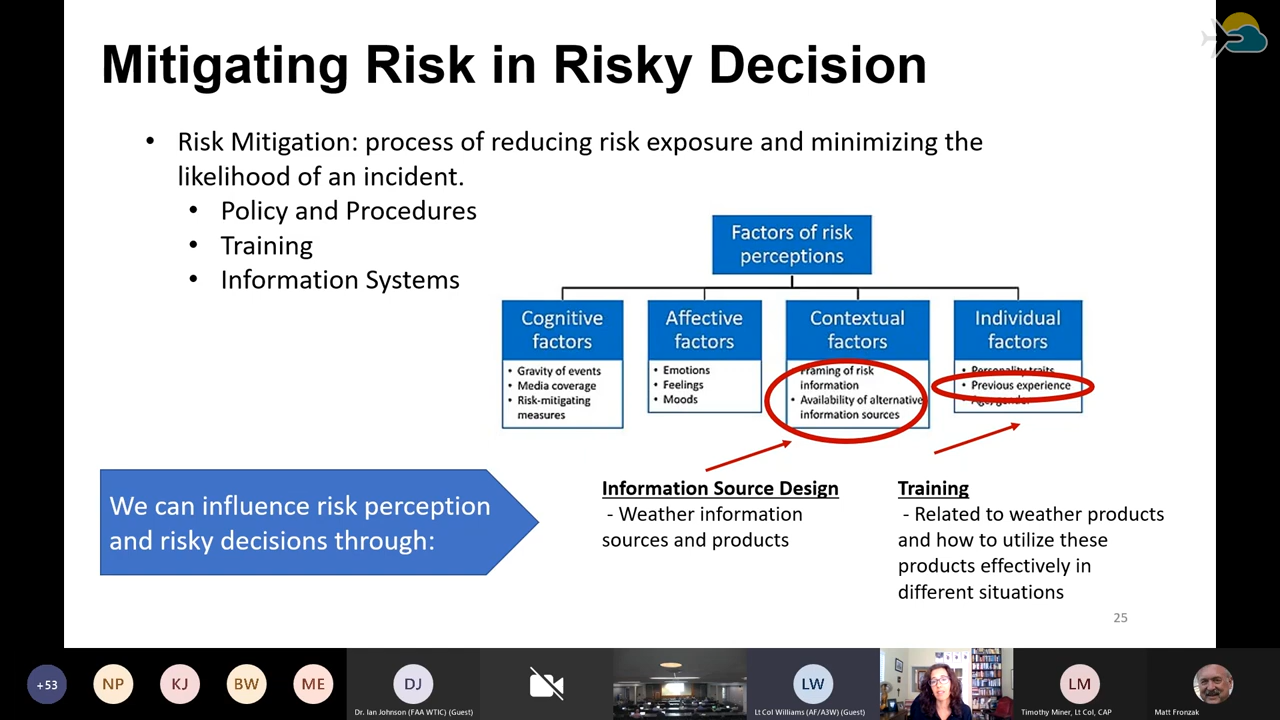 Mitigating Risk in Risky Decision
• Risk Mitigation: process of reducing risk exposure and minimizing the
likelihood of an incident.
• Policy and Procedures
• Training
• Information Systems
Factors of risk
perceptions
Cognitive
factors
• Gravity of events
• Media coverage
• Risk-mitigating
measures
Affective
factors
• Emotions
• Feelings
• Moods
Contextual
factors
Framing of risk
information
• Availability of alternative
information sources
Individual
factors
• Personality traits
• Previous experience
• Age/gender
We can influence risk perception
and risky decisions through:
Information Source Design
- Weather information
sources and products
Training
- Related to weather products
and how to utilize these
products effectively in
different situations
25
+53
NP
KJ
BW
ME
DJ
Dr. Ian Johnson (FAA WTIC) (Guest)
LW
Lt Col Williams (AF/A3W) (Guest)
LM
Timothy Miner, Lt Col, CAP
Matt Fronzak